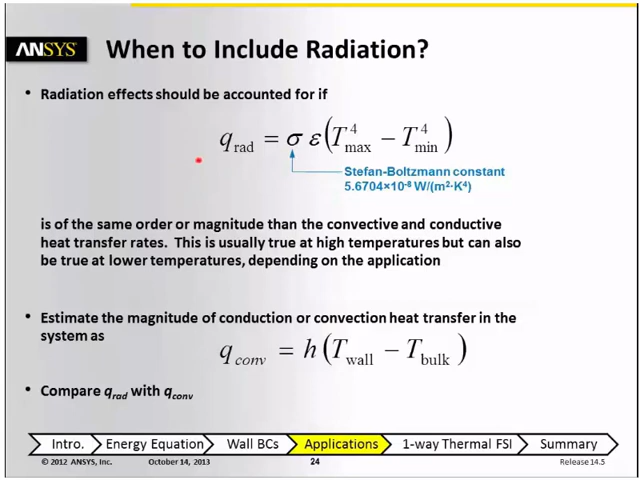 ANSYS
When to Include Radiation?
• Radiation effects should be accounted for if
q_rad = σ ε (T⁴_max − T⁴_min)
Stefan-Boltzmann constant
5.6704×10⁻⁸ W/(m²·K⁴)
is of the same order or magnitude than the convective and conductive
heat transfer rates. This is usually true at high temperatures but can also
be true at lower temperatures, depending on the application
• Estimate the magnitude of conduction or convection heat transfer in the
system as
q_conv = h (T_wall − T_bulk)
• Compare q_rad with q_conv
Intro. Energy Equation Wall BCs Applications 1-way Thermal FSI Summary
© 2012 ANSYS, Inc. October 14, 2013 24 Release 14.5